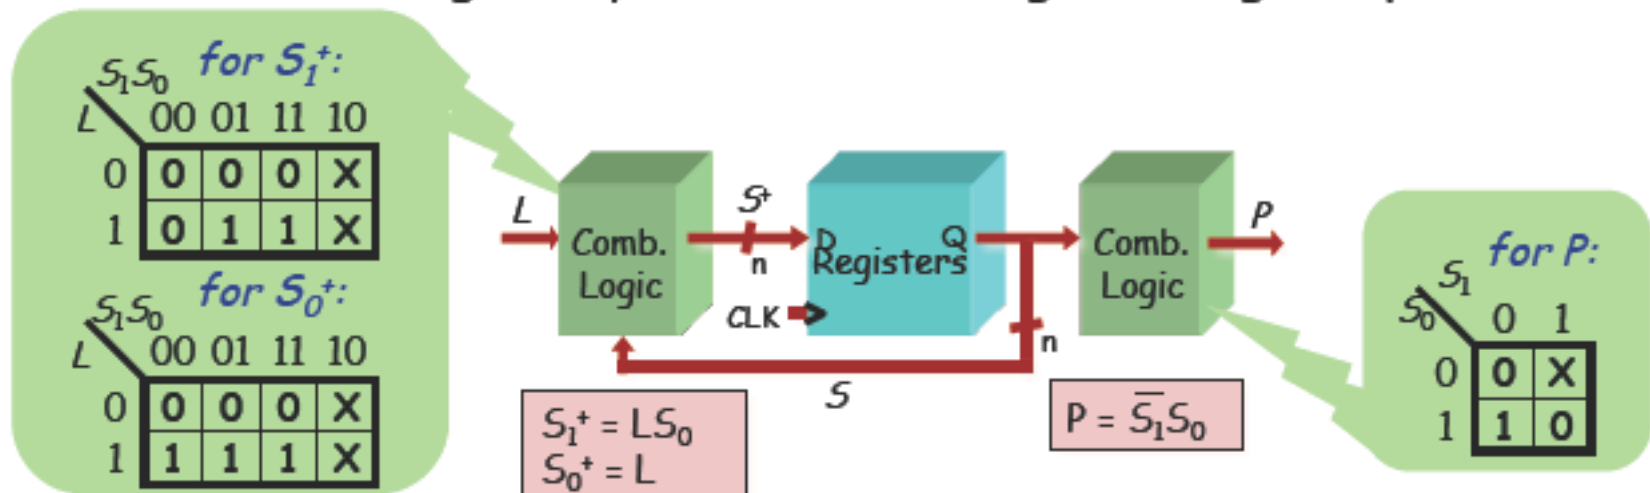 for S₁⁺:
S₁S₀
L 00 01 11 10
0 0 0 0 X
1 0 1 1 X
for S₀⁺:
S₁S₀
L 00 01 11 10
0 0 0 0 X
1 1 1 1 X
L
Comb.
Logic
S⁺
n
D Q
Registers
CLK
n
S
Comb.
Logic
P
S₁⁺ = LS₀
S₀⁺ = L
P = S̅₁S₀
for P:
S₁
S₀ 0 1
0 0 X
1 1 0